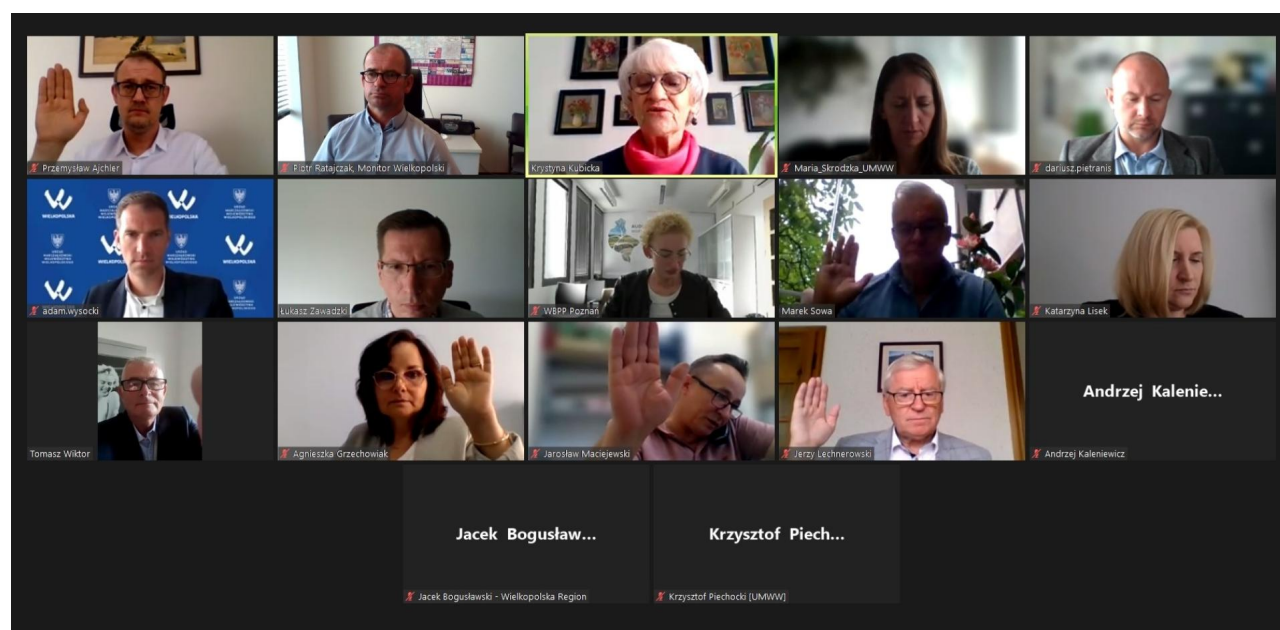 Przemysław Ajchler
Piotr Ratajczak, Monitor Wielkopolski
Krystyna Kubicka
Maria_Skrodzka_UMWW
dariusz.pietranis
WIELKOPOLSKA
WIELKOPOLSKA
adam.wysocki
Łukasz Zawadzki
WBPP Poznań
Marek Sowa
Katarzyna Lisek
Tomasz Wiktor
Agnieszka Grzechowiak
Jarosław Maciejewski
Jerzy Lechnerowski
Andrzej Kalenie...
Andrzej Kaleniewicz
Jacek Bogusław...
Krzysztof Piech...
Jacek Bogusławski - Wielkopolska Region
Krzysztof Piechocki [UMWW]